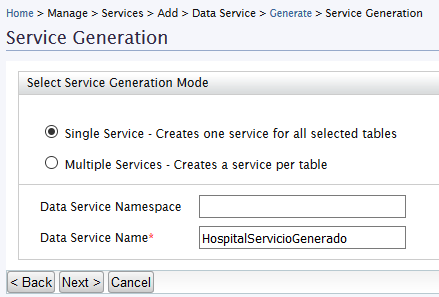 Home > Manage > Services > Add > Data Service > Generate > Service Generation
Service Generation
Select Service Generation Mode
Single Service - Creates one service for all selected tables
Multiple Services - Creates a service per table
Data Service Namespace
Data Service Name* HospitalServicioGenerado
< Back Next > Cancel